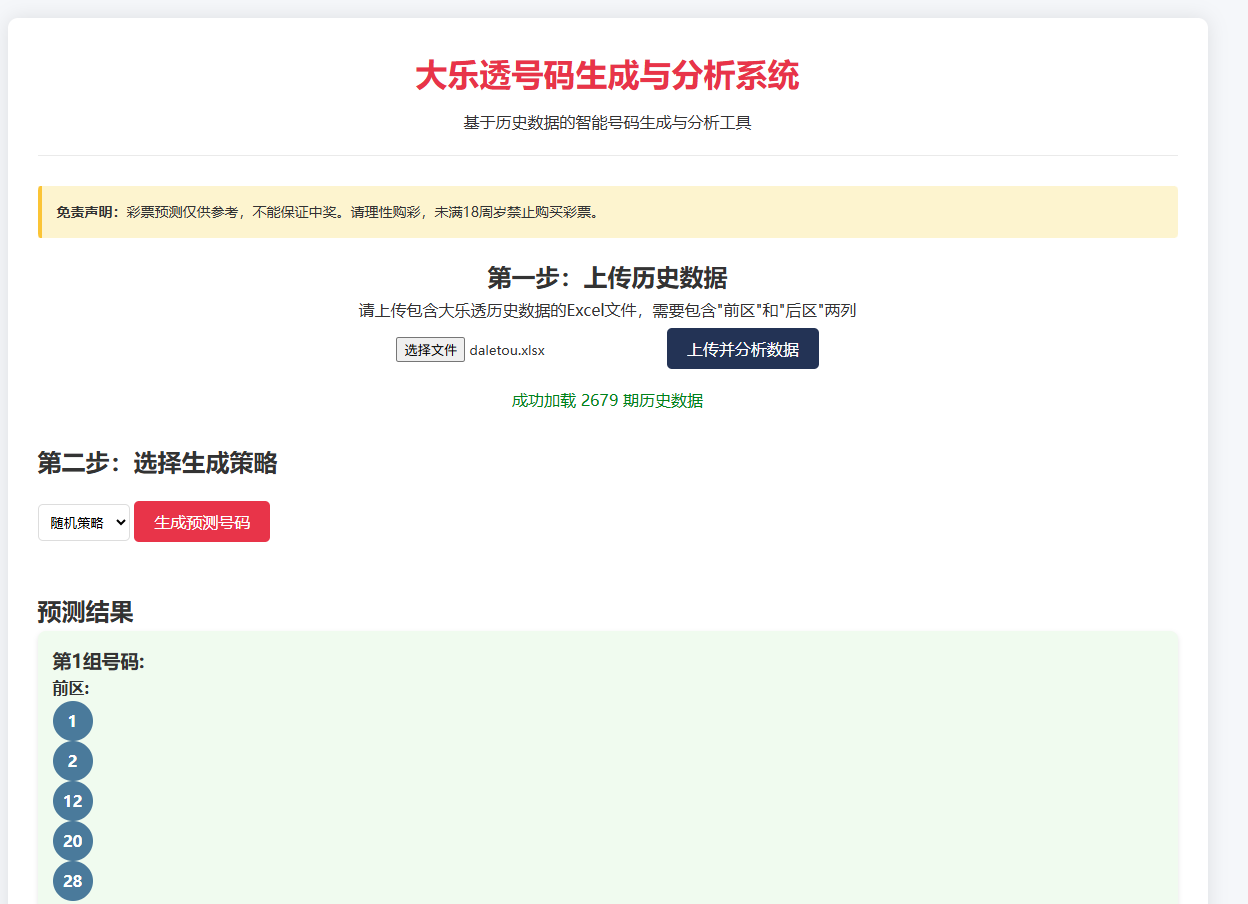 大乐透号码生成与分析系统
基于历史数据的智能号码生成与分析工具
免责声明：彩票预测仅供参考，不能保证中奖。请理性购彩，未满18周岁禁止购买彩票。
第一步：上传历史数据
请上传包含大乐透历史数据的Excel文件，需要包含"前区"和"后区"两列
选择文件 daletou.xlsx 上传并分析数据
成功加载 2679 期历史数据
第二步：选择生成策略
随机策略 生成预测号码
预测结果
第1组号码:
前区:
1
2
12
20
28